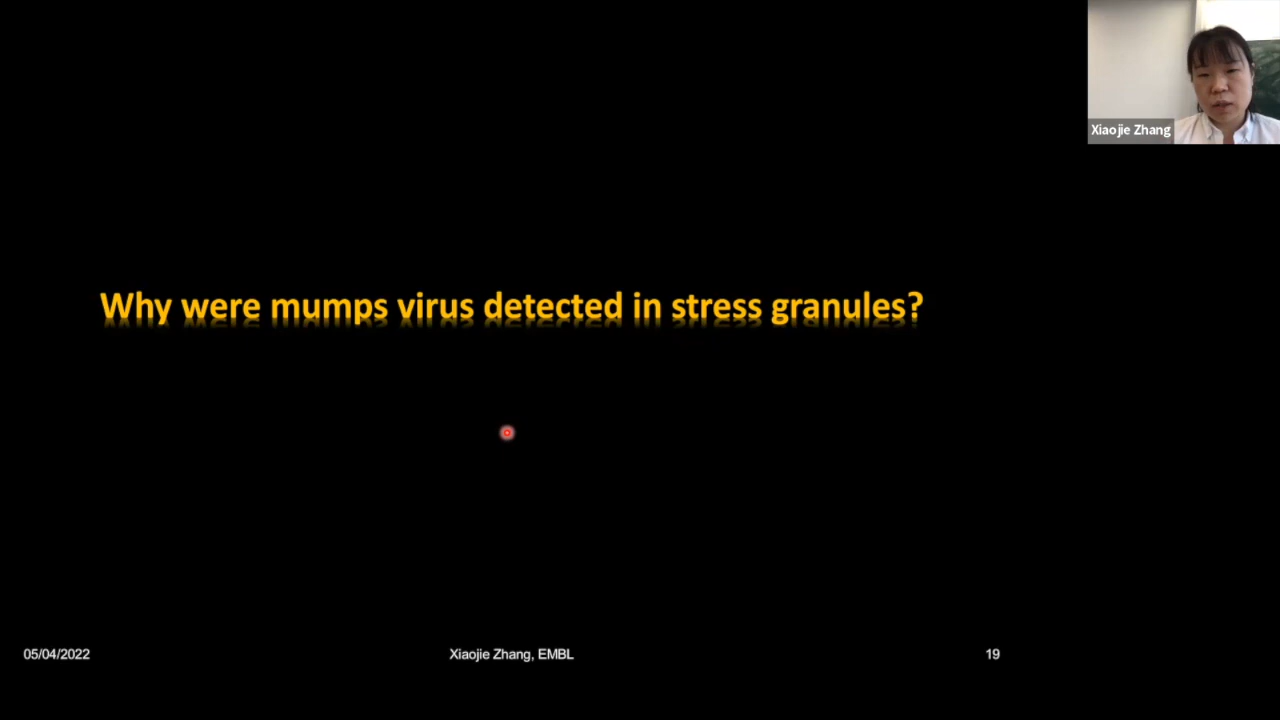 Xiaojie Zhang
Why were mumps virus detected in stress granules?
05/04/2022
Xiaojie Zhang, EMBL
19